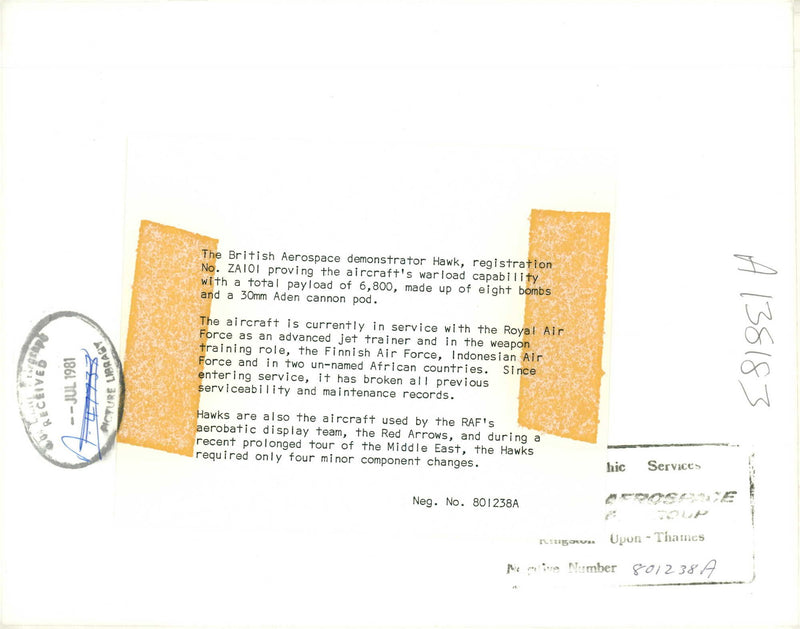 The British Aerospace demonstrator Hawk, registration
No. ZA101 proving the aircraft's warload capability
with a total payload of 6,800, made up of eight bombs
and a 30mm Aden cannon pod.
The aircraft is currently in service with the Royal Air
Force as an advanced jet trainer and in the weapon
training role, the Finnish Air Force, Indonesian Air
Force and in two un-named African countries. Since
entering service, it has broken all previous
serviceability and maintenance records.
Hawks are also the aircraft used by the RAF's
aerobatic display team, the Red Arrows, and during a
recent prolonged tour of the Middle East, the Hawks
required only four minor component changes.
Neg. No. 801238A
RECEIVED
--JUL 1981
PICTURE LIBRARY
A138183
hic Services
AEROSPACE
GROUP
Kingston Upon-Thames
Negative Number 801238A